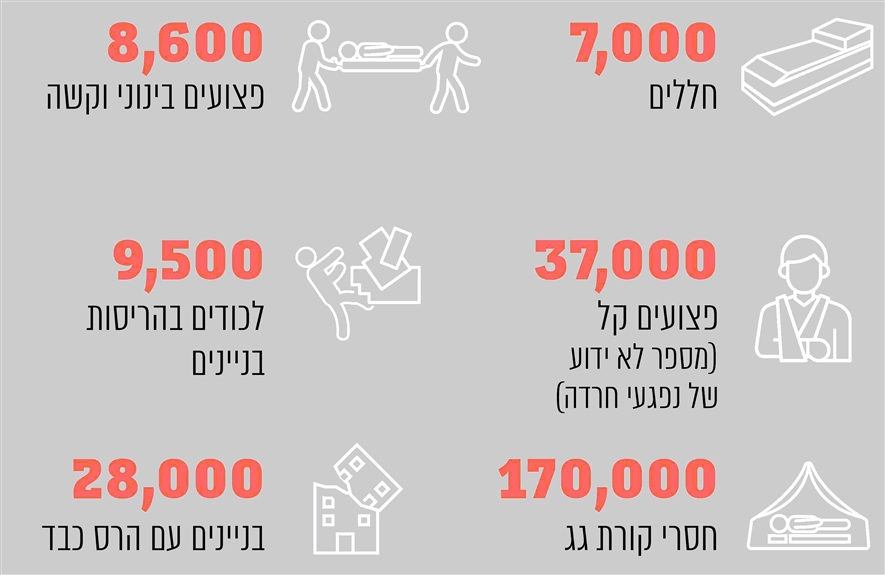 7,000
חללים
8,600
פצועים בינוני וקשה
37,000
פצועים קל
(מספר לא ידוע
של נפגעי חרדה)
9,500
לכודים בהריסות
בניינים
170,000
חסרי קורת גג
28,000
בניינים עם הרס כבד